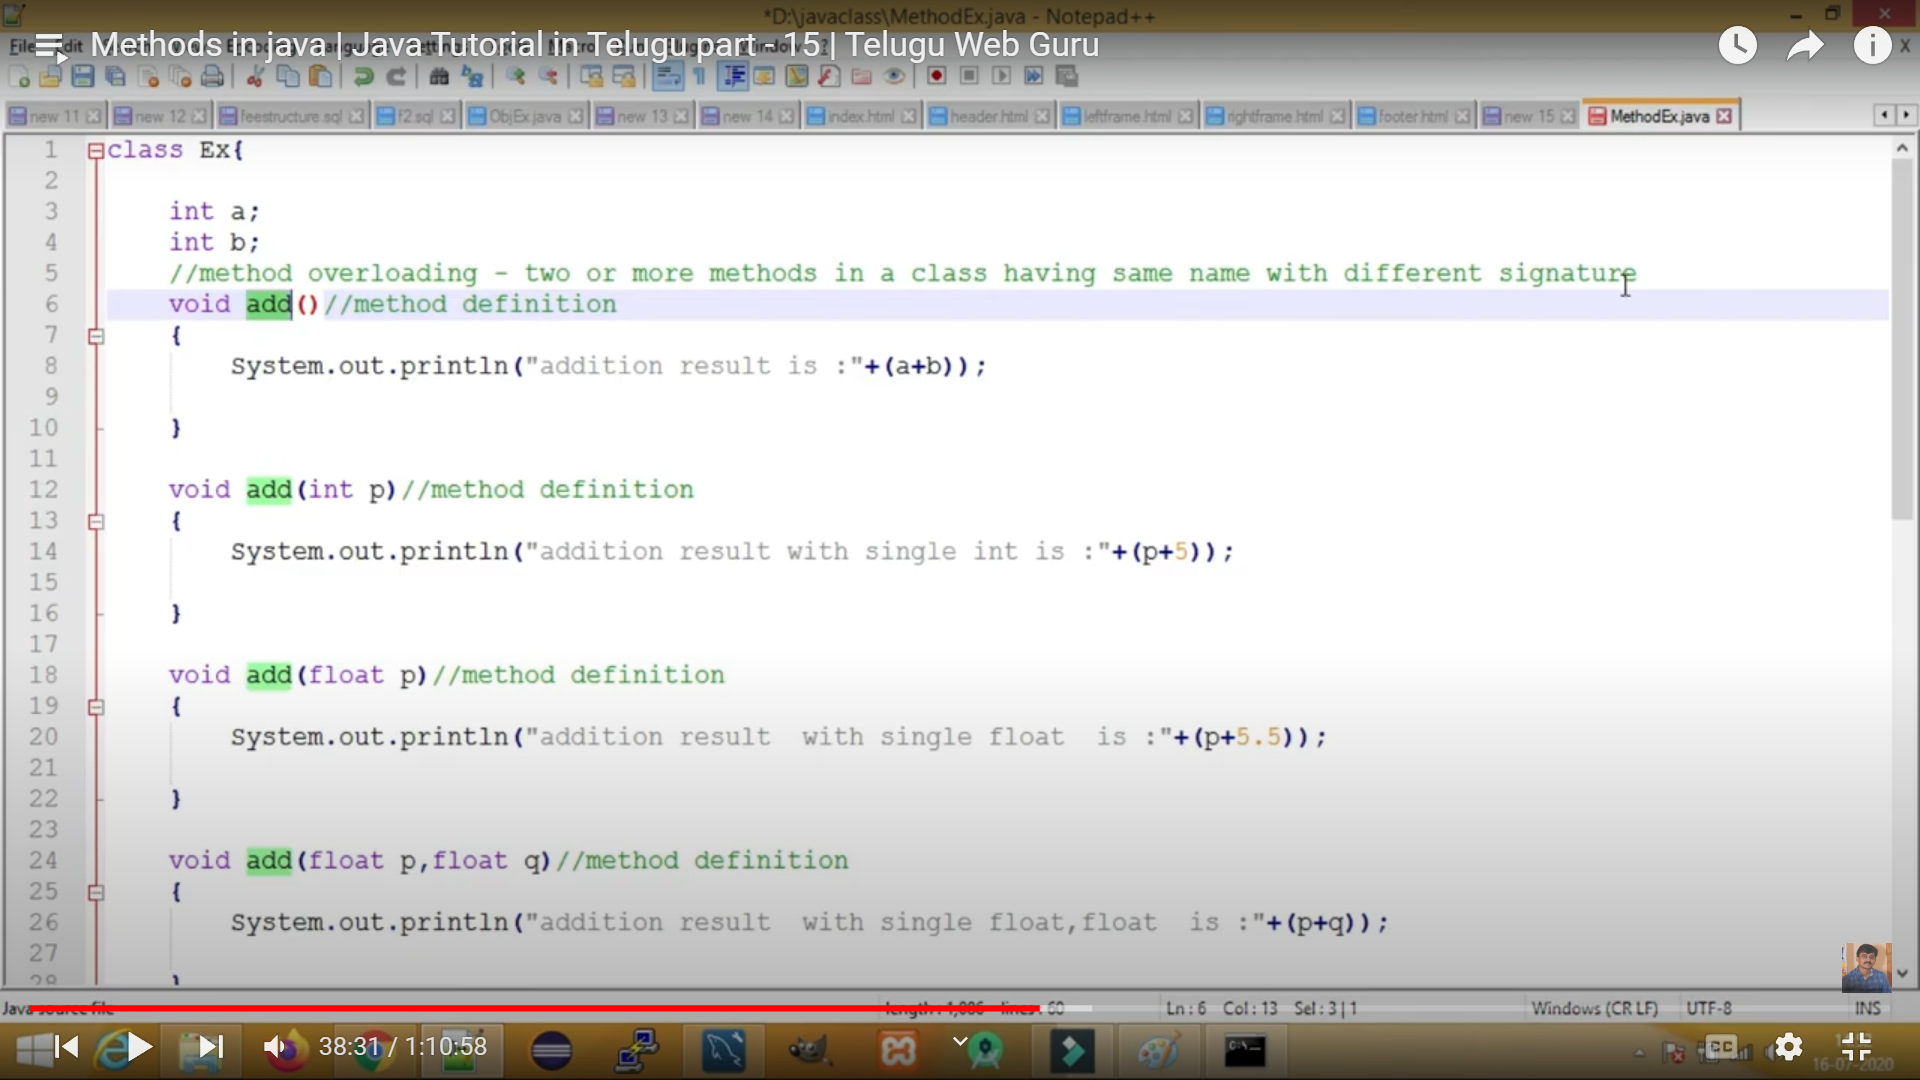 *D:\javaclass\MethodEx.java - Notepad++
Methods in java | Java Tutorial in Telugu part - 15 | Telugu Web Guru
new 11 new 12 feestructure.sql f2.sql ObjEx.java new 13 new 14 index.html header.html leftframe.html rightframe.html footer.html new 15 MethodEx.java
1 class Ex{
2
3 int a;
4 int b;
5 //method overloading - two or more methods in a class having same name with different signature
6 void add()//method definition
7 {
8 System.out.println("addition result is :"+(a+b));
9
10 }
11
12 void add(int p)//method definition
13 {
14 System.out.println("addition result with single int is :"+(p+5));
15
16 }
17
18 void add(float p)//method definition
19 {
20 System.out.println("addition result  with single float  is :"+(p+5.5));
21
22 }
23
24 void add(float p,float q)//method definition
25 {
26 System.out.println("addition result  with single float,float  is :"+(p+q));
27
28 }
Java source file length : 1,086 lines : 60 Ln : 6 Col : 13 Sel : 3 | 1 Windows (CR LF) UTF-8 INS
38:31 / 1:10:58 CC
16-07-2020